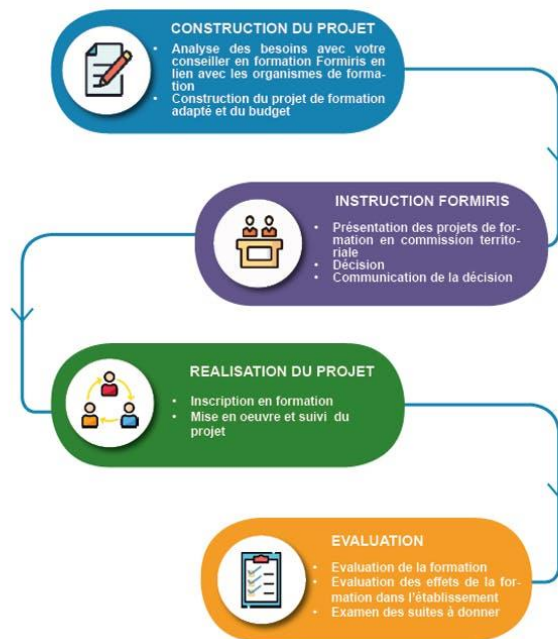 CONSTRUCTION DU PROJET
• Analyse des besoins avec votre
conseiller en formation Formiris en
lien avec les organismes de forma-
tion
• Construction du projet de formation
adapté et du budget
INSTRUCTION FORMIRIS
• Présentation des projets de for-
mation en commission territo-
riale
• Décision
• Communication de la décision
REALISATION DU PROJET
• Inscription en formation
• Mise en oeuvre et suivi du
projet
EVALUATION
• Evaluation de la formation
• Evaluation des effets de la for-
mation dans l'établissement
• Examen des suites à donner